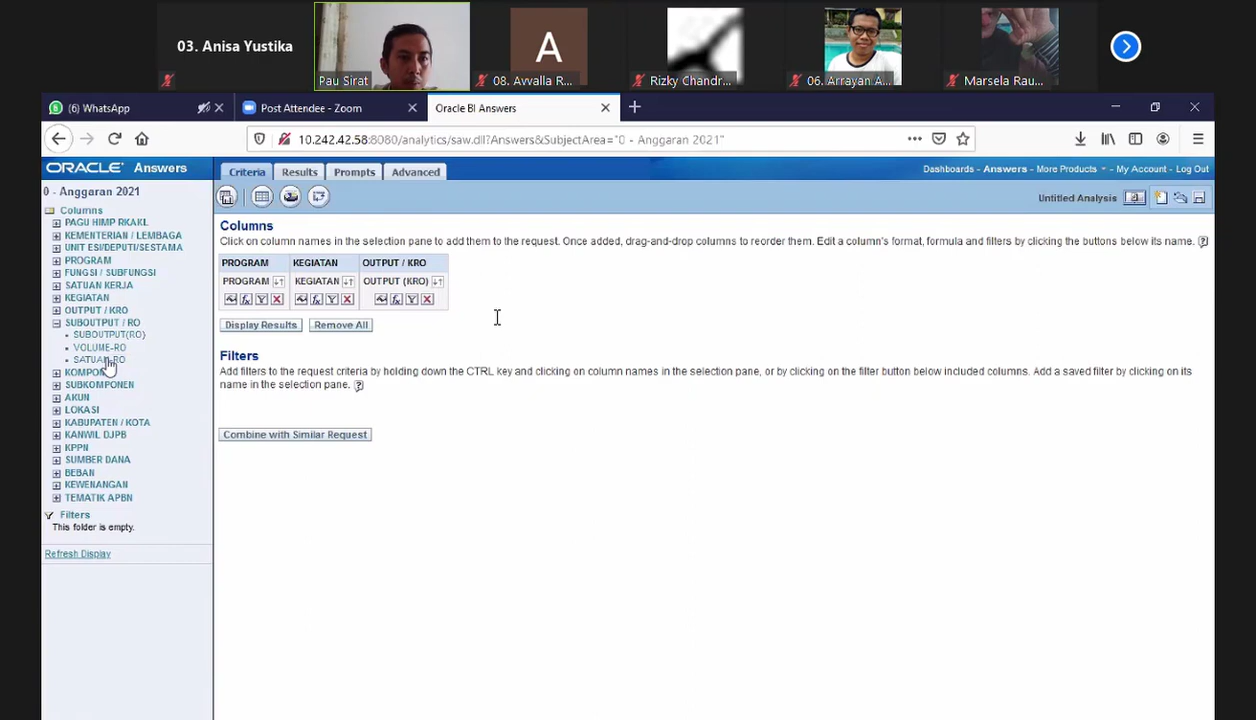 03. Anisa Yustika
Pau Sirat
A
08. Avvalla R...
Rizky Chandr...
06. Arrayan A...
Marsela Rau...
(6) WhatsApp
Post Attendee - Zoom
Oracle BI Answers
10.242.42.58:8080/analytics/saw.dll?Answers&SubjectArea="0 - Anggaran 2021"
ORACLE Answers
Criteria
Results
Prompts
Advanced
Dashboards - Answers - More Products - My Account - Log Out
0 - Anggaran 2021
Untitled Analysis
Columns
PAGU HIMP RKAKL
KEMENTERIAN / LEMBAGA
UNIT ESI/DEPUTI/SESTAMA
PROGRAM
FUNGSI / SUBFUNGSI
SATUAN KERJA
KEGIATAN
OUTPUT / KRO
SUBOUTPUT / RO
SUBOUTPUT(RO)
VOLUME-RO
SATUAN-RO
SUBKOMPONEN
AKUN
LOKASI
KABUPATEN / KOTA
KANWIL DJPB
KPPN
SUMBER DANA
BEBAN
KEWENANGAN
TEMATIK APBN
Filters
This folder is empty.
Refresh Display
Columns
Click on column names in the selection pane to add them to the request. Once added, drag-and-drop columns to reorder them. Edit a column's format, formula and filters by clicking the buttons below its name.
PROGRAM
KEGIATAN
OUTPUT / KRO
PROGRAM
KEGIATAN
OUTPUT (KRO)
Display Results
Remove All
Filters
Add filters to the request criteria by holding down the CTRL key and clicking on column names in the selection pane, or by clicking on the filter button below included columns. Add a saved filter by clicking on its
name in the selection pane.
Combine with Similar Request